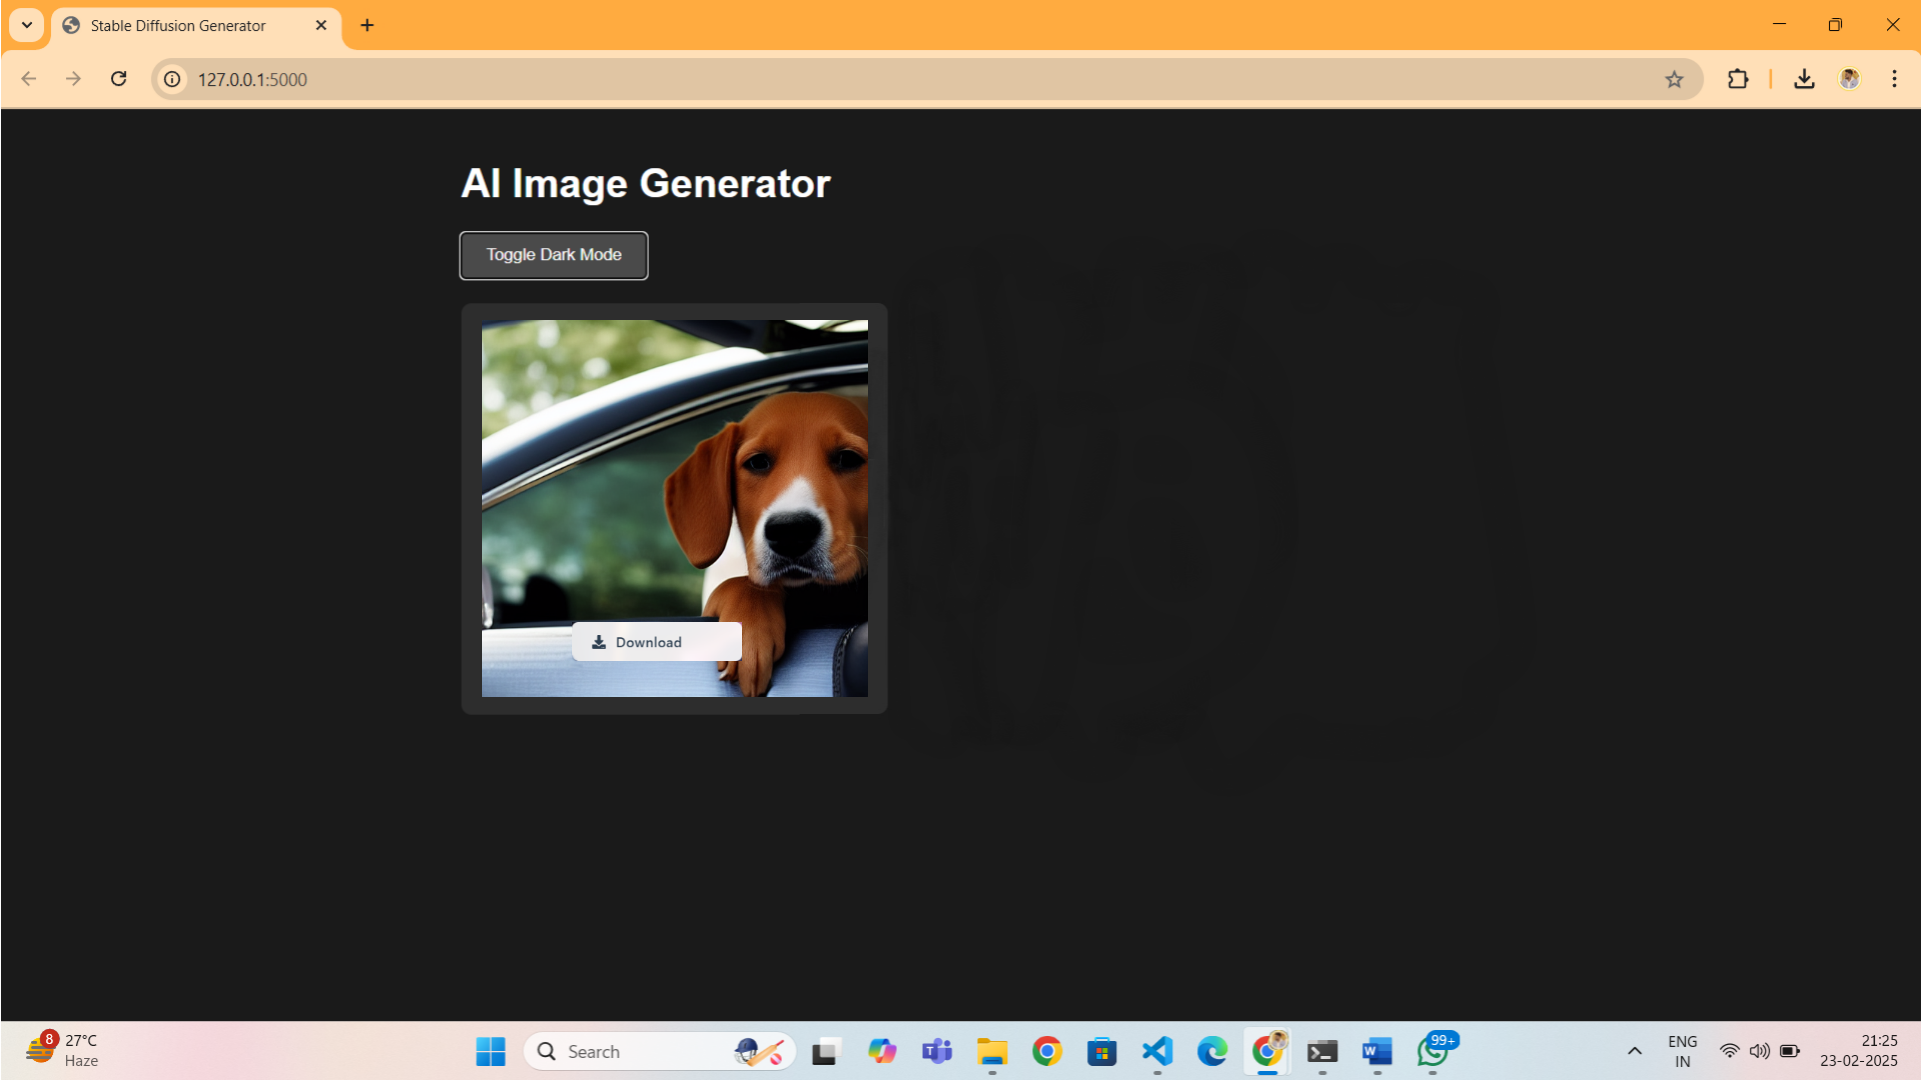 Stable Diffusion Generator
127.0.0.1:5000
AI Image Generator
Toggle Dark Mode
Download
8
27°C
Haze
Search
T
W
99+
ENG
IN
21:25
23-02-2025